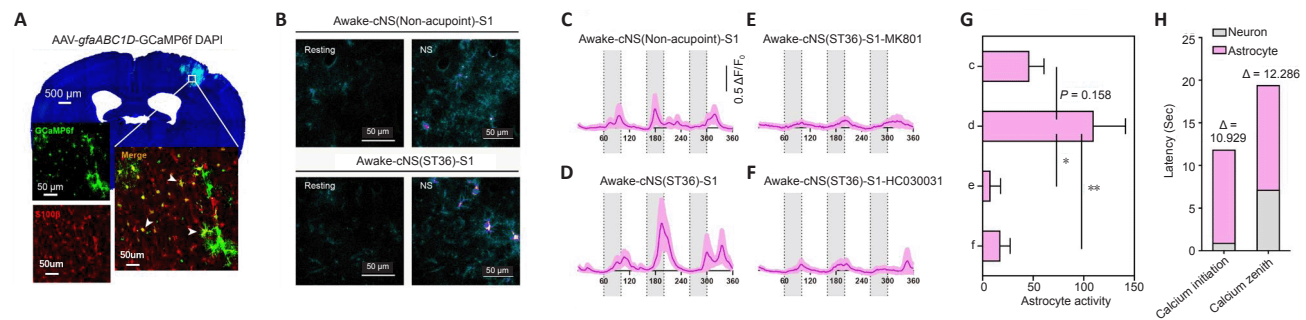 A
AAV-gfaABC1D-GCaMP6f DAPI
500 μm
GCaMP6f
50 μm
S100β
50um
Merge
50um
B
Awake-cNS(Non-acupoint)-S1
Resting
50 μm
NS
50 μm
Awake-cNS(ST36)-S1
Resting
50 μm
NS
50 μm
C
Awake-cNS(Non-acupoint)-S1
0.5 ΔF/F₀
60 120 180 240 300 360
D
Awake-cNS(ST36)-S1
60 120 180 240 300 360
E
Awake-cNS(ST36)-S1-MK801
60 120 180 240 300 360
F
Awake-cNS(ST36)-S1-HC030031
60 120 180 240 300 360
G
c
d
e
f
P = 0.158
*
**
0 50 100 150
Astrocyte activity
H
Neuron
Astrocyte
Latency (Sec)
25
20
15
10
5
0
Δ =
10.929
Δ = 12.286
Calcium initiation
Calcium zenith